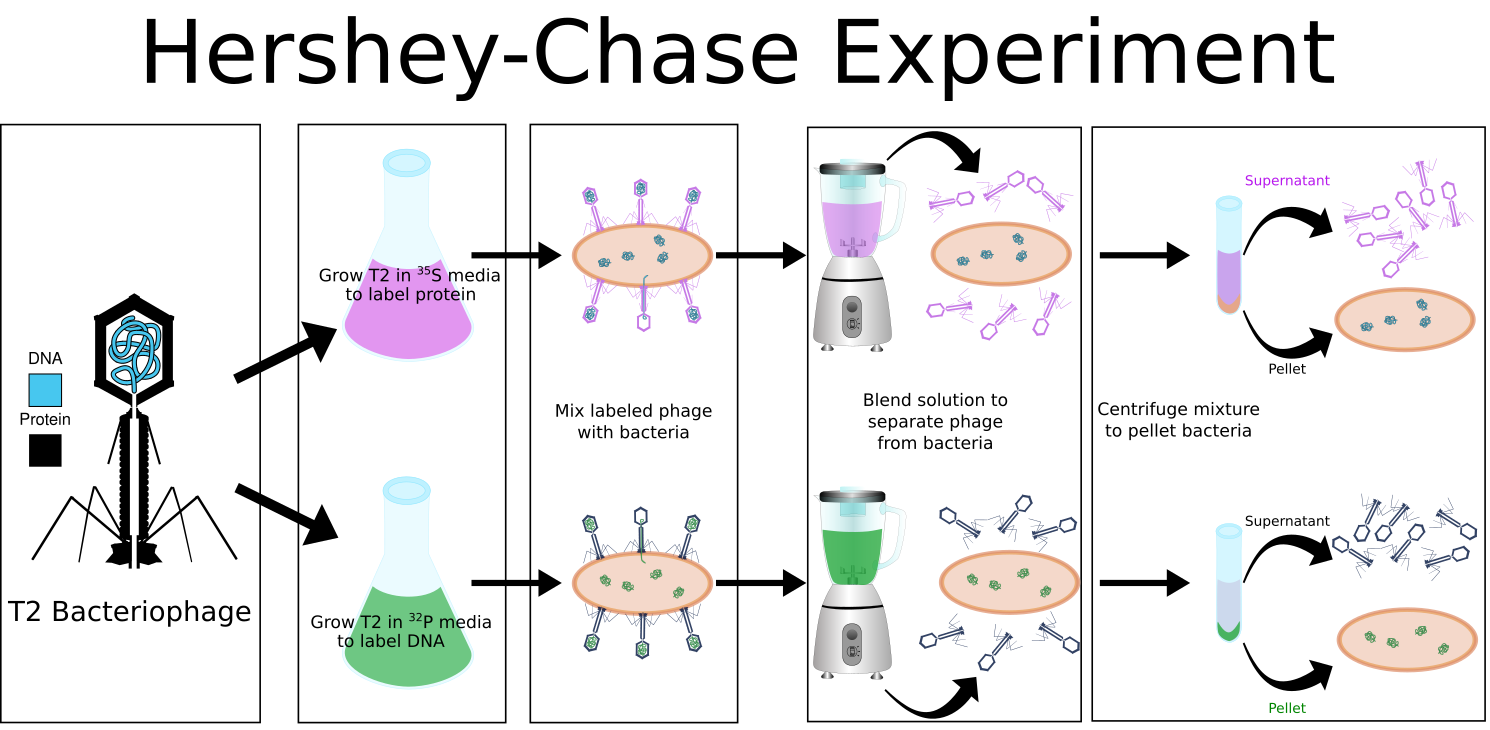 Hershey-Chase Experiment
DNA
Protein
T2 Bacteriophage
Grow T2 in ³⁵S media
to label protein
Grow T2 in ³²P media
to label DNA
Mix labeled phage
with bacteria
Blend solution to
separate phage
from bacteria
Supernatant
Pellet
Centrifuge mixture
to pellet bacteria
Supernatant
Pellet